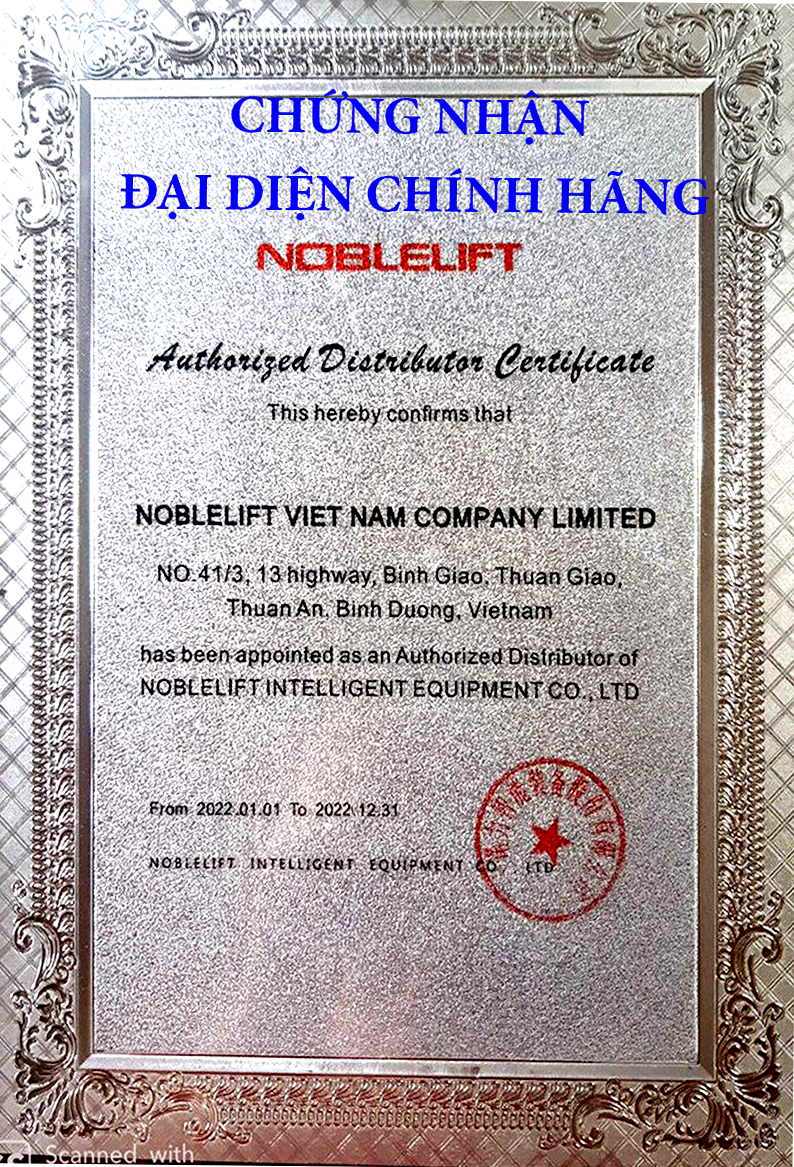 CHỨNG NHẬN
ĐẠI DIỆN CHÍNH HÃNG
NOBLELIFT
Authorized Distributor Certificate
This hereby confirms that
NOBLELIFT VIET NAM COMPANY LIMITED
NO.41/3, 13 highway, Binh Giao, Thuan Giao,
Thuan An, Binh Duong, Vietnam
has been appointed as an Authorized Distributor of
NOBLELIFT INTELLIGENT EQUIPMENT CO., LTD
From 2022.01.01 To 2022.12.31
NOBLELIFT INTELLIGENT EQUIPMENT CO., LTD
Scanned with